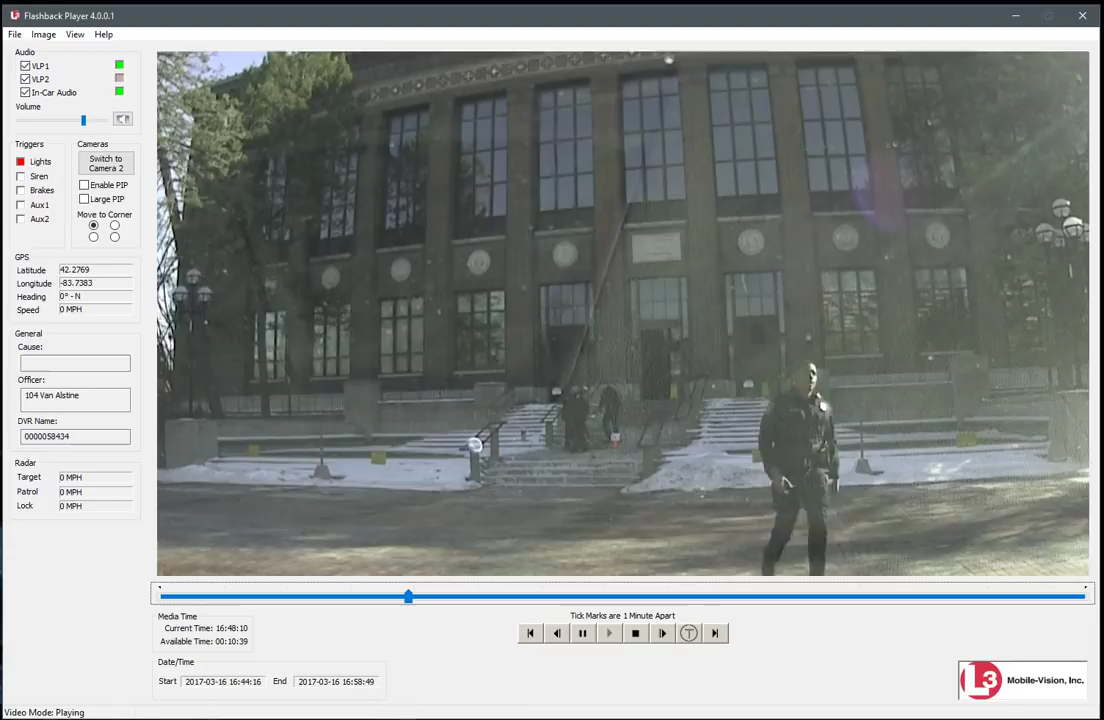 Flashback Player 4.0.0.1
File Image View Help
Audio
VLP1
VLP2
In-Car Audio
Volume
Triggers
Lights
Siren
Brakes
Aux1
Aux2
Cameras
Switch to
Camera 2
Enable PIP
Large PIP
Move to Corner
GPS
Latitude 42.2769
Longitude -83.7383
Heading 0° - N
Speed 0 MPH
General
Cause:
Officer:
104 Van Alstine
DVR Name:
0000058434
Radar
Target 0 MPH
Patrol 0 MPH
Lock 0 MPH
Tick Marks are 1 Minute Apart
Media Time
Current Time: 16:48:10
Available Time: 00:10:39
T
Date/Time
Start 2017-03-16 16:44:16 End 2017-03-16 16:58:49
L3 Mobile-Vision, Inc.
Video Mode: Playing